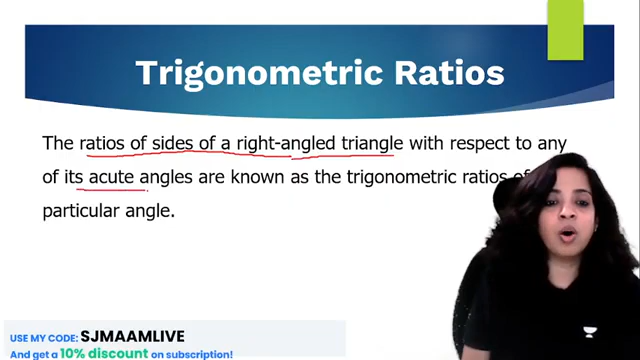 Trigonometric Ratios
The ratios of sides of a right-angled triangle with respect to any
of its acute angles are known as the trigonometric ratios of
particular angle.
USE MY CODE: SJMAAMLIVE
And get a 10% discount on subscription!